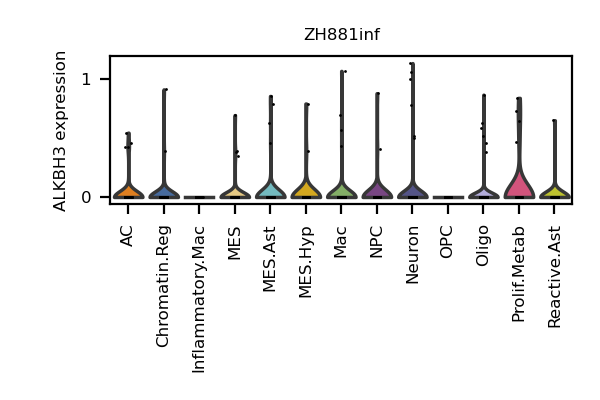 ZH881inf
ALKBH3 expression
1
0
AC
Chromatin.Reg
Inflammatory.Mac
MES
MES.Ast
MES.Hyp
Mac
NPC
Neuron
OPC
Oligo
Prolif.Metab
Reactive.Ast